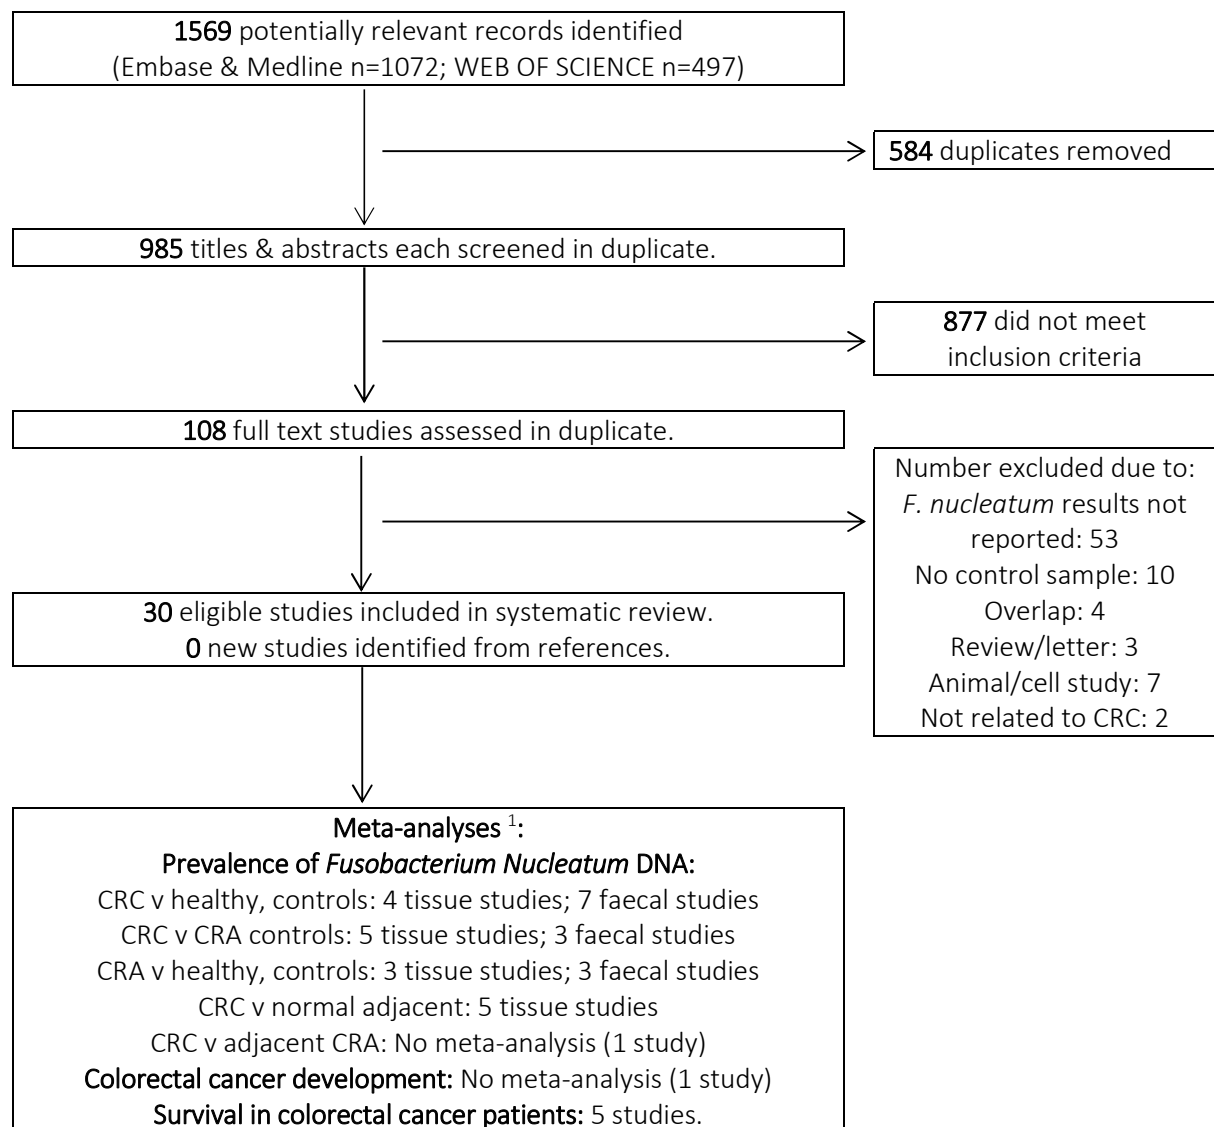 1569 potentially relevant records identified
(Embase & Medline n=1072; WEB OF SCIENCE n=497)
584 duplicates removed
985 titles & abstracts each screened in duplicate.
877 did not meet
inclusion criteria
108 full text studies assessed in duplicate.
Number excluded due to:
F. nucleatum results not
reported: 53
No control sample: 10
Overlap: 4
Review/letter: 3
Animal/cell study: 7
Not related to CRC: 2
30 eligible studies included in systematic review.
0 new studies identified from references.
Meta-analyses 1:
Prevalence of Fusobacterium Nucleatum DNA:
CRC v healthy, controls: 4 tissue studies; 7 faecal studies
CRC v CRA controls: 5 tissue studies; 3 faecal studies
CRA v healthy, controls: 3 tissue studies; 3 faecal studies
CRC v normal adjacent: 5 tissue studies
CRC v adjacent CRA: No meta-analysis (1 study)
Colorectal cancer development: No meta-analysis (1 study)
Survival in colorectal cancer patients: 5 studies.